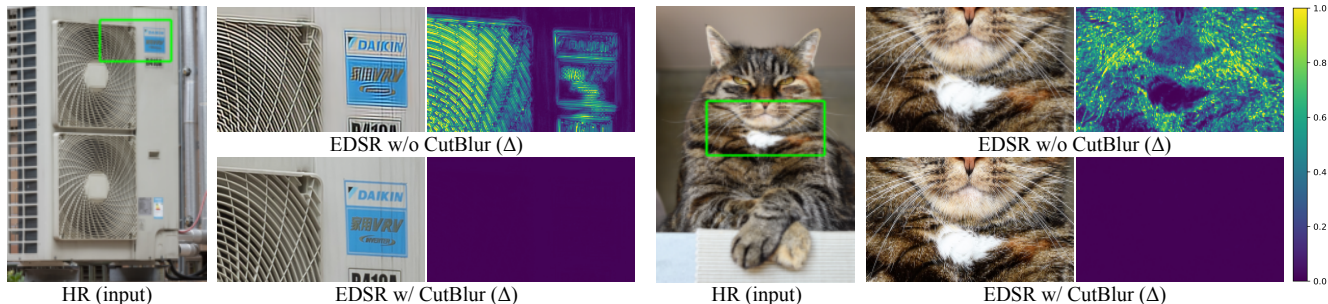 DAIKIN
EDSR w/o CutBlur (Δ)
DAIKIN
HR (input)
EDSR w/ CutBlur (Δ)
EDSR w/o CutBlur (Δ)
HR (input)
EDSR w/ CutBlur (Δ)
1.0
0.8
0.6
0.4
0.2
0.0